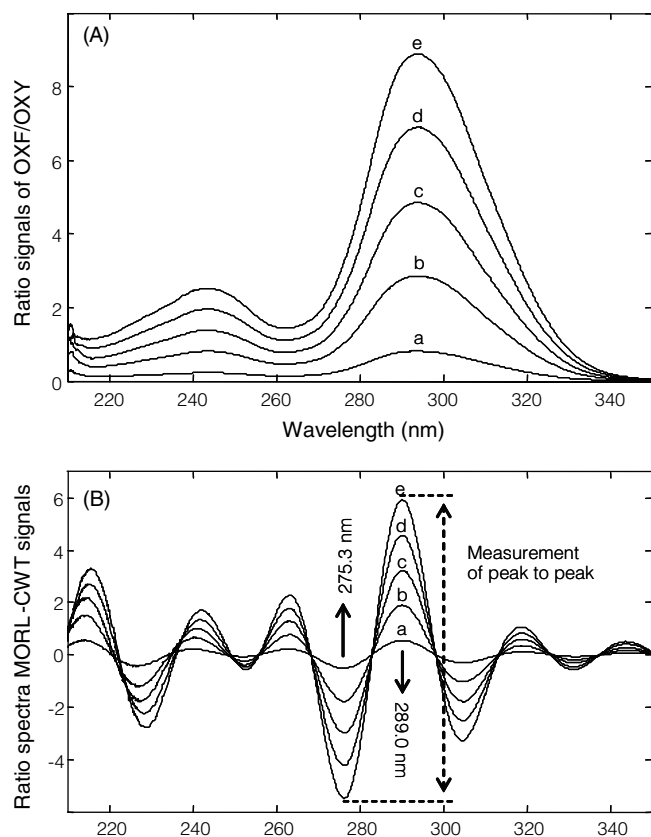 (A)
Ratio signals of OXF/OXY
8
6
4
2
0
e
d
c
b
a
220 240 260 280 300 320 340
Wavelength (nm)
(B)
Ratio spectra MORL-CWT signals
6
4
2
0
-2
-4
e
d
c
b
a
275.3 nm
289.0 nm
Measurement
of peak to peak
220 240 260 280 300 320 340